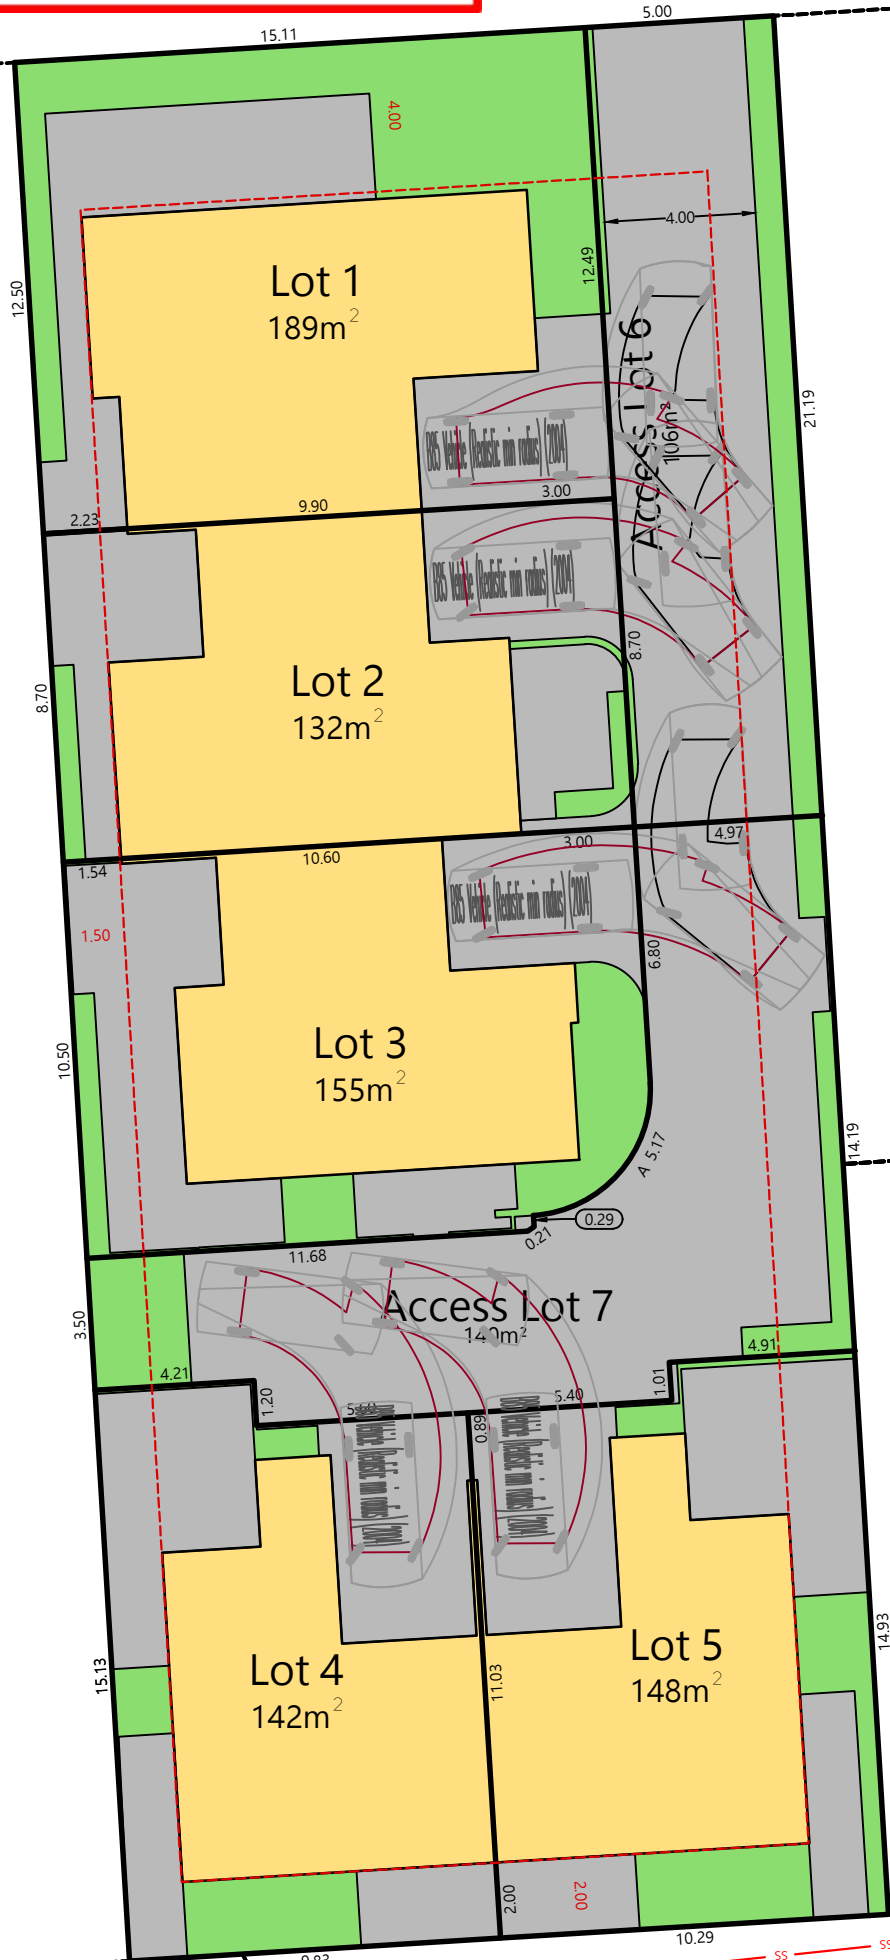 5.00
15.11
4.00
4.00
12.50
12.49
Lot 1
189m²
Access Lot 6
106m²
21.19
B85 Vehicle (Realistic min radius) (2004)
3.00
9.90
2.23
B85 Vehicle (Realistic min radius) (2004)
8.70
8.70
Lot 2
132m²
4.97
3.00
10.60
1.54
B85 Vehicle (Realistic min radius) (2004)
1.50
6.80
10.50
Lot 3
155m²
14.19
A 5.17
0.29
0.21
11.68
3.50
Access Lot 7
140m²
4.91
4.21
1.01
1.20
5.60
5.40
0.89
Lot 5
148m²
14.93
Lot 4
142m²
15.13
11.03
2.00
2.00
10.29
9.83
SS
SS